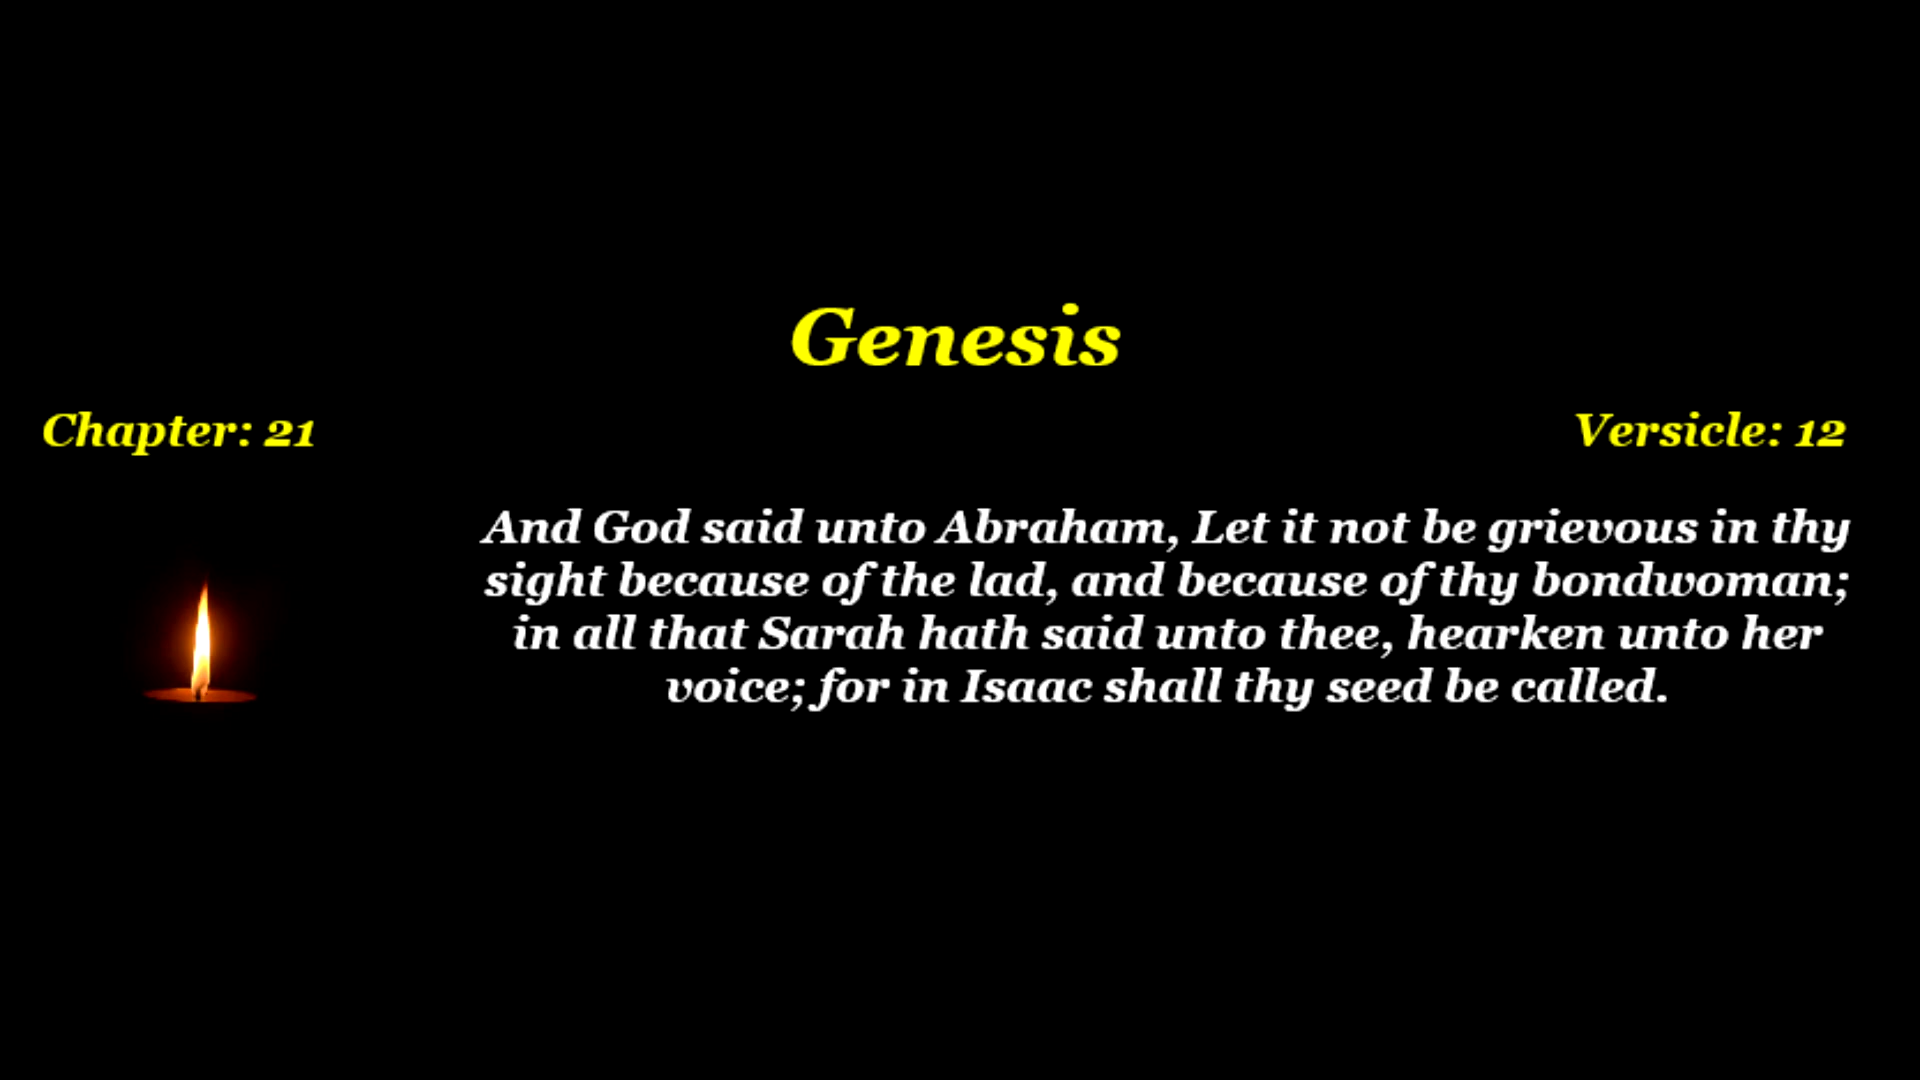 Genesis
Chapter: 21
Versicle: 12
And God said unto Abraham, Let it not be grievous in thy
sight because of the lad, and because of thy bondwoman;
in all that Sarah hath said unto thee, hearken unto her
voice; for in Isaac shall thy seed be called.